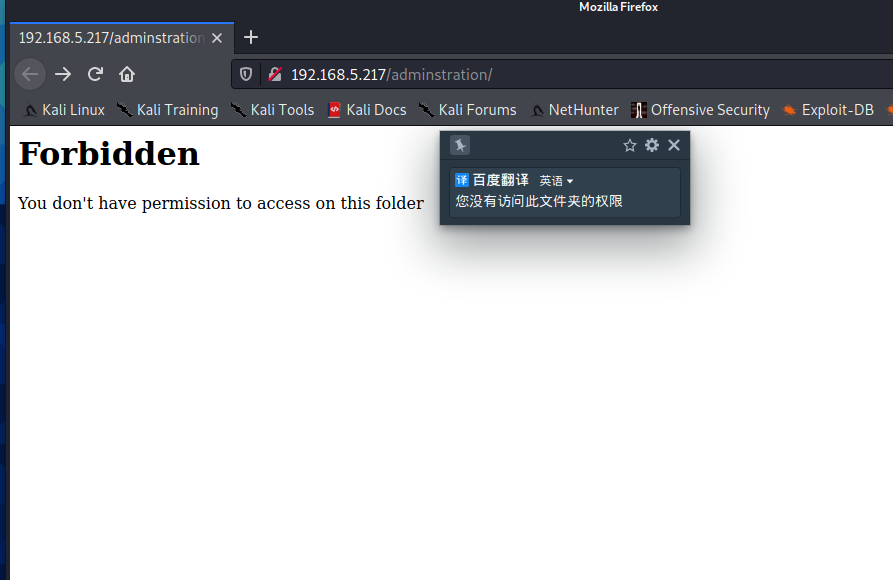 Mozilla Firefox
192.168.5.217/adminstration
192.168.5.217/adminstration/
Kali Linux Kali Training Kali Tools Kali Docs Kali Forums NetHunter Offensive Security Exploit-DB
Forbidden
You don't have permission to access on this folder
译 百度翻译 英语
您没有访问此文件夹的权限